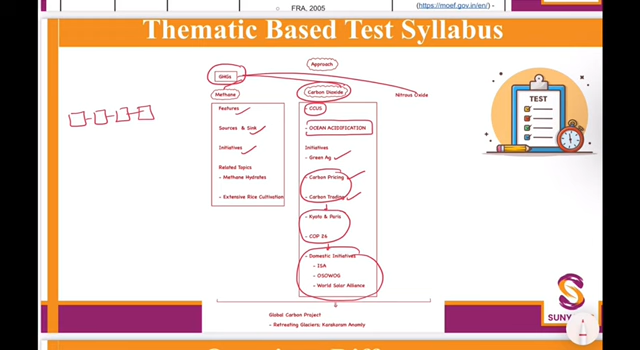 FRA, 2005
(https://moef.gov.in/en/) -
Thematic Based Test Syllabus
Approach
GHGs
Methane
Carbon Dioxide
Nitrous Oxide
Features
Sources & Sink
Initiatives
Related Topics
- Methane Hydrates
- Extensive Rice Cultivation
- CCUS
- OCEAN ACIDIFICATION
Initiatives
- Green Ag
- Carbon Pricing
- Carbon Trading
- Kyoto & Paris
- COP 26
- Domestic Initiatives
- ISA
- OSOWOG
- World Solar Alliance
Global Carbon Project
- Retreating Glaciers; Karakoram Anamly
TEST